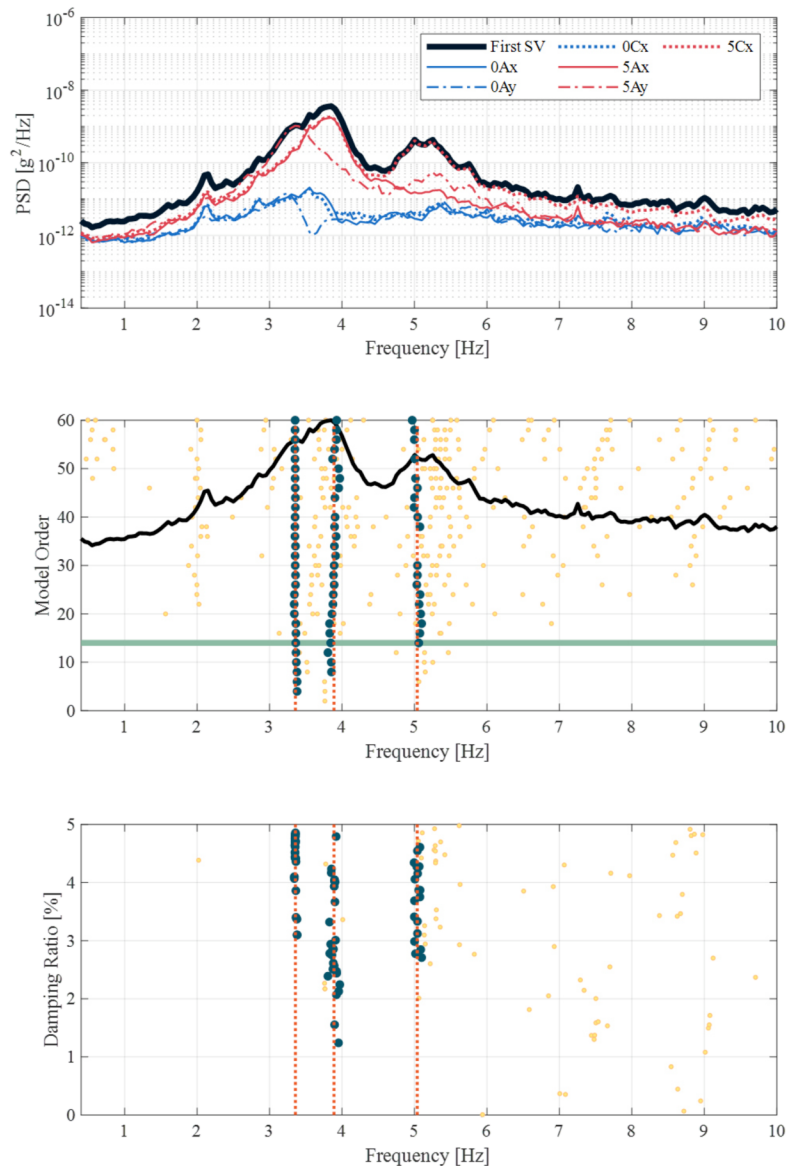 10^-6
10^-8
10^-10
10^-12
10^-14
PSD [g^2/Hz]
First SV 0Cx 5Cx
0Ax 5Ax
0Ay 5Ay
1 2 3 4 5 6 7 8 9 10
Frequency [Hz]
60
50
40
30
20
10
0
Model Order
1 2 3 4 5 6 7 8 9 10
Frequency [Hz]
5
4
3
2
1
0
Damping Ratio [%]
1 2 3 4 5 6 7 8 9 10
Frequency [Hz]